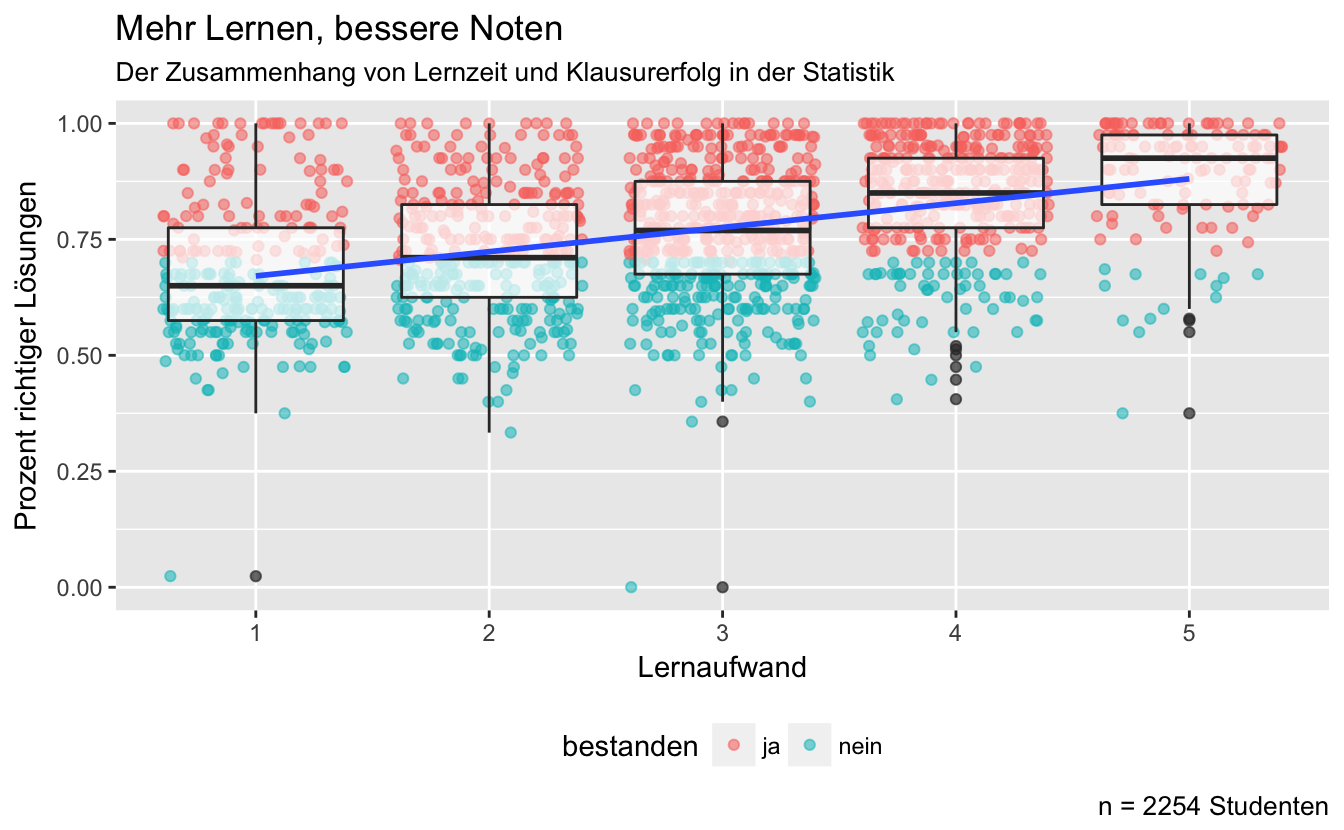 Mehr Lernen, bessere Noten
Der Zusammenhang von Lernzeit und Klausurerfolg in der Statistik
Prozent richtiger Lösungen
1.00
0.75
0.50
0.25
0.00
1 2 3 4 5
Lernaufwand
bestanden ja nein
n = 2254 Studenten